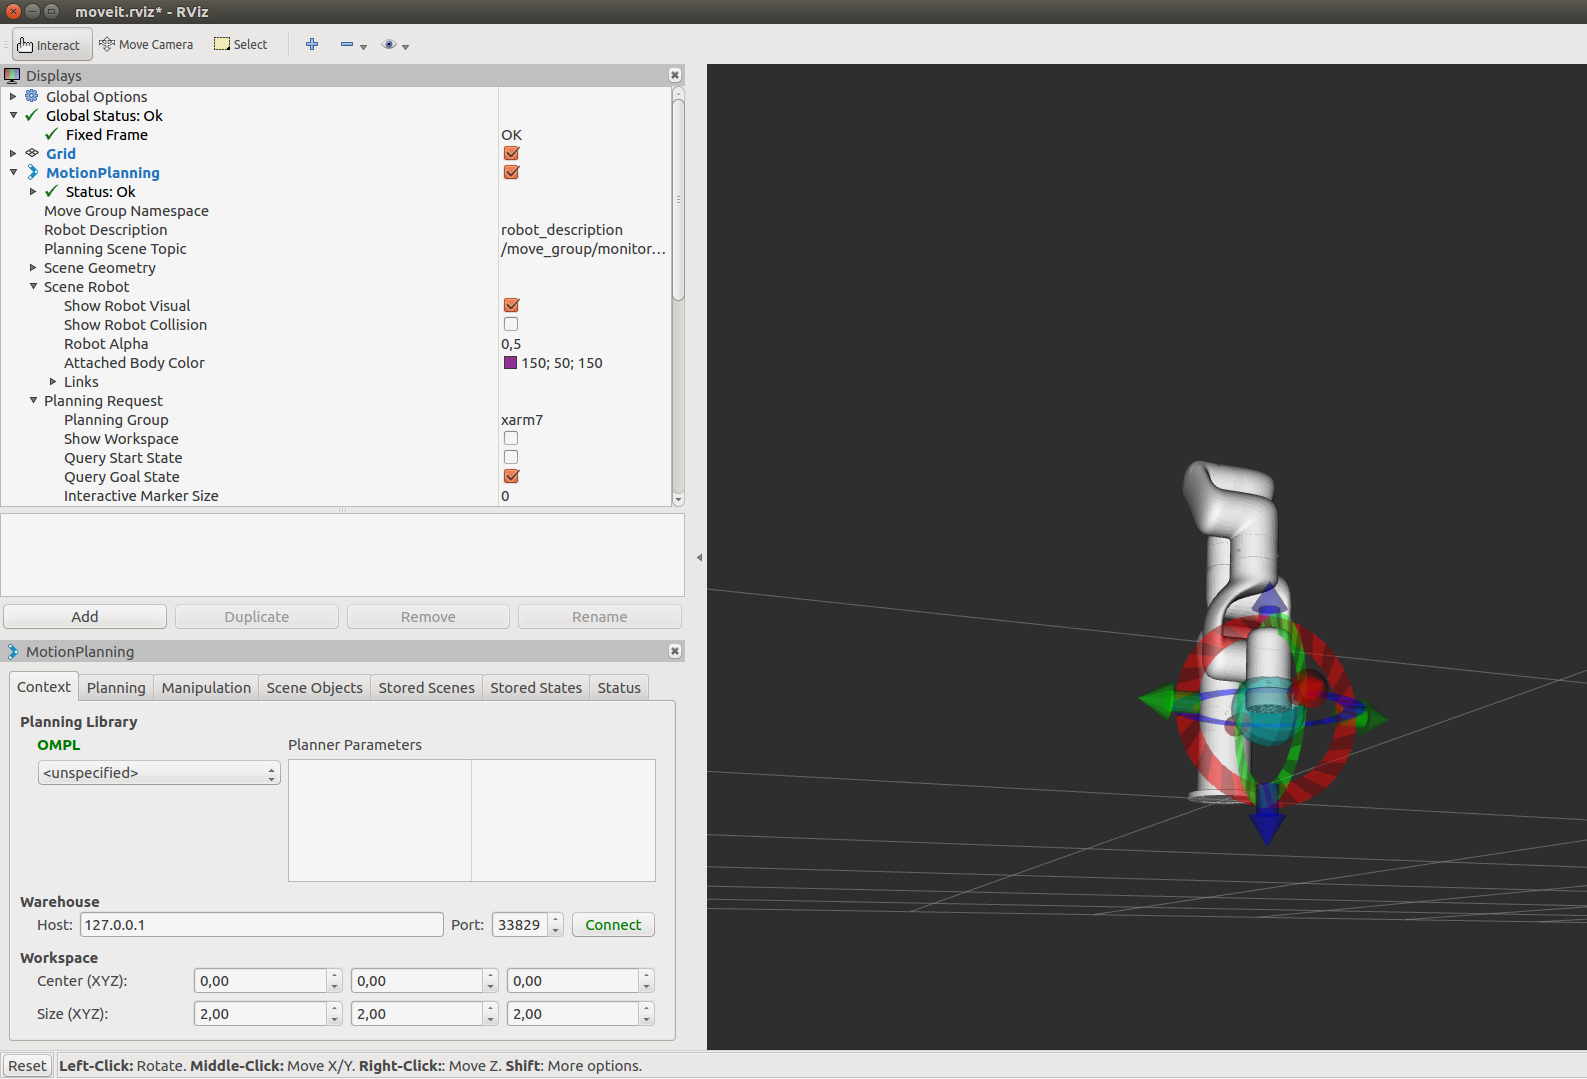 moveit.rviz* - RViz
Interact Move Camera Select
Displays
Global Options
Global Status: Ok
Fixed Frame OK
Grid
MotionPlanning
Status: Ok
Move Group Namespace
Robot Description robot_description
Planning Scene Topic /move_group/monitor...
Scene Geometry
Scene Robot
Show Robot Visual
Show Robot Collision
Robot Alpha 0,5
Attached Body Color 150; 50; 150
Links
Planning Request
Planning Group xarm7
Show Workspace
Query Start State
Query Goal State
Interactive Marker Size 0
Add Duplicate Remove Rename
MotionPlanning
Context Planning Manipulation Scene Objects Stored Scenes Stored States Status
Planning Library
OMPL Planner Parameters
<unspecified>
Warehouse
Host: 127.0.0.1 Port: 33829 Connect
Workspace
Center (XYZ): 0,00 0,00 0,00
Size (XYZ): 2,00 2,00 2,00
Reset Left-Click: Rotate. Middle-Click: Move X/Y. Right-Click:: Move Z. Shift: More options.